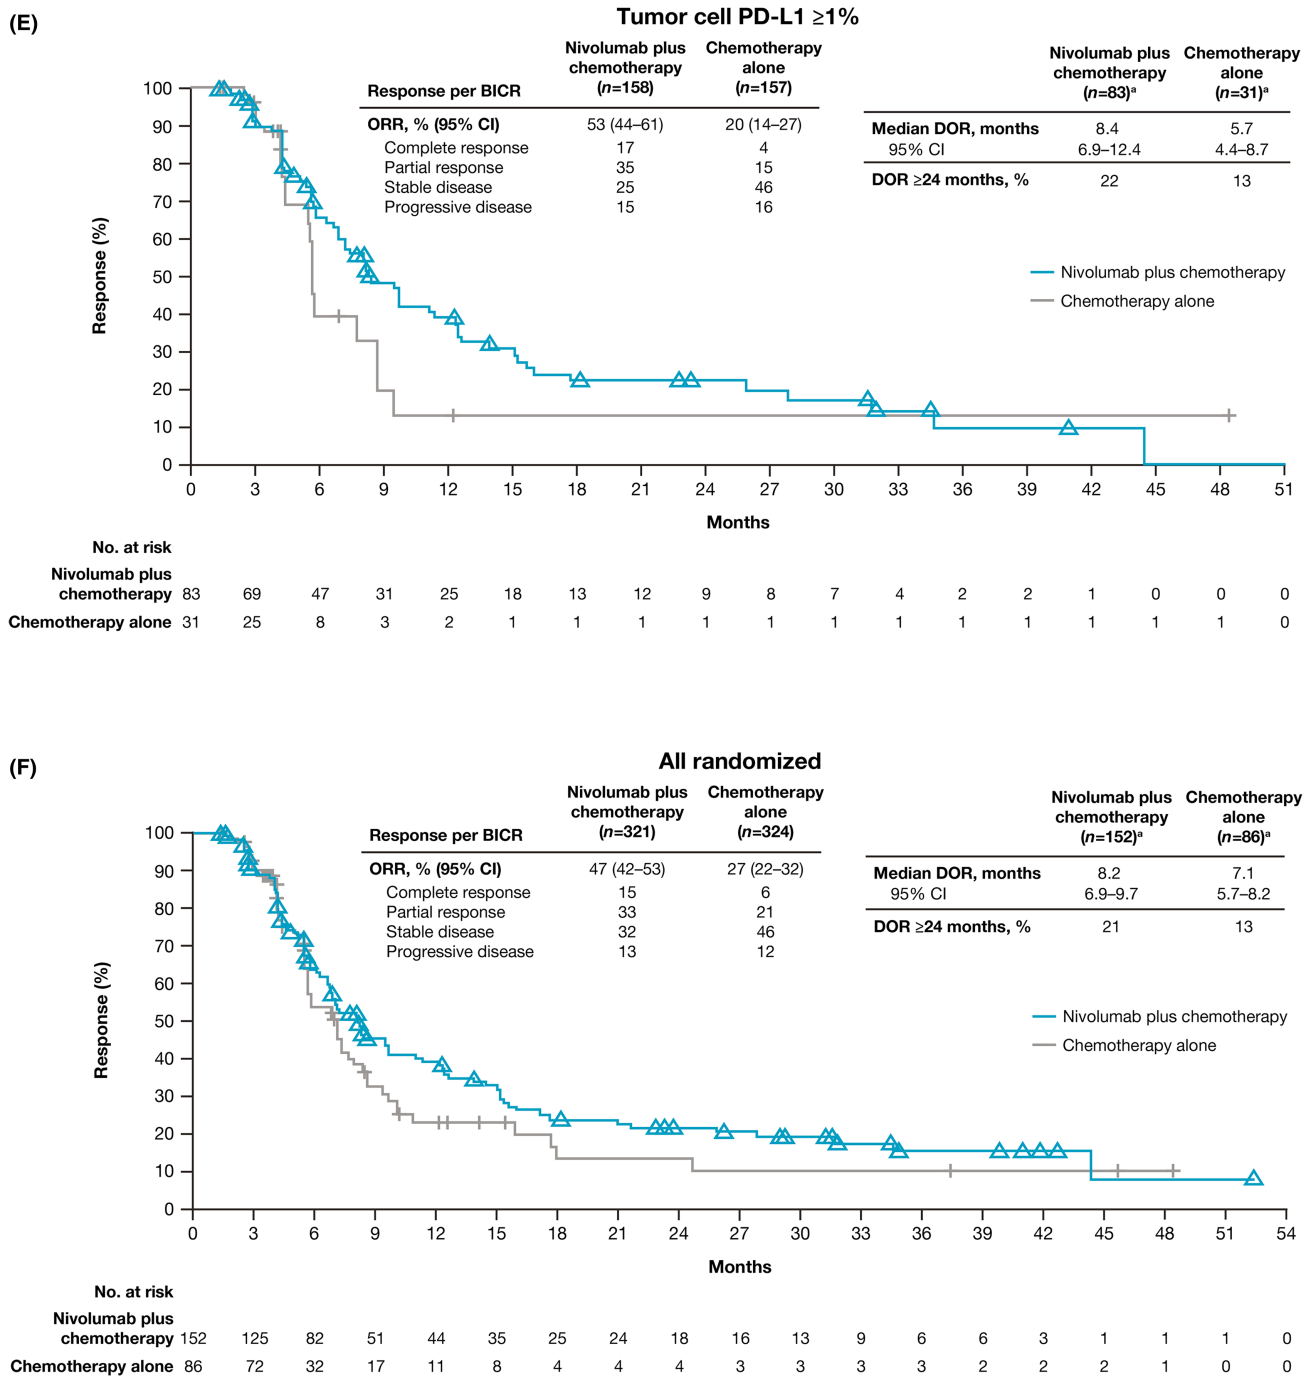 (E)
Tumor cell PD-L1 ≥1%
Nivolumab plus chemotherapy (n=158)
Chemotherapy alone (n=157)
Response per BICR
ORR, % (95% CI) 53 (44–61) 20 (14–27)
Complete response 17 4
Partial response 35 15
Stable disease 25 46
Progressive disease 15 16
Nivolumab plus chemotherapy (n=83)ᵃ
Chemotherapy alone (n=31)ᵃ
Median DOR, months 8.4 5.7
95% CI 6.9–12.4 4.4–8.7
DOR ≥24 months, % 22 13
Nivolumab plus chemotherapy
Chemotherapy alone
Response (%)
100
90
80
70
60
50
40
30
20
10
0
0 3 6 9 12 15 18 21 24 27 30 33 36 39 42 45 48 51
Months
No. at risk
Nivolumab plus
chemotherapy 83 69 47 31 25 18 13 12 9 8 7 4 2 2 1 0 0 0
Chemotherapy alone 31 25 8 3 2 1 1 1 1 1 1 1 1 1 1 1 1 0
(F)
All randomized
Nivolumab plus chemotherapy (n=321)
Chemotherapy alone (n=324)
Response per BICR
ORR, % (95% CI) 47 (42–53) 27 (22–32)
Complete response 15 6
Partial response 33 21
Stable disease 32 46
Progressive disease 13 12
Nivolumab plus chemotherapy (n=152)ᵃ
Chemotherapy alone (n=86)ᵃ
Median DOR, months 8.2 7.1
95% CI 6.9–9.7 5.7–8.2
DOR ≥24 months, % 21 13
Nivolumab plus chemotherapy
Chemotherapy alone
Response (%)
100
90
80
70
60
50
40
30
20
10
0
0 3 6 9 12 15 18 21 24 27 30 33 36 39 42 45 48 51 54
Months
No. at risk
Nivolumab plus
chemotherapy 152 125 82 51 44 35 25 24 18 16 13 9 6 6 3 1 1 1 0
Chemotherapy alone 86 72 32 17 11 8 4 4 4 3 3 3 3 2 2 2 1 0 0